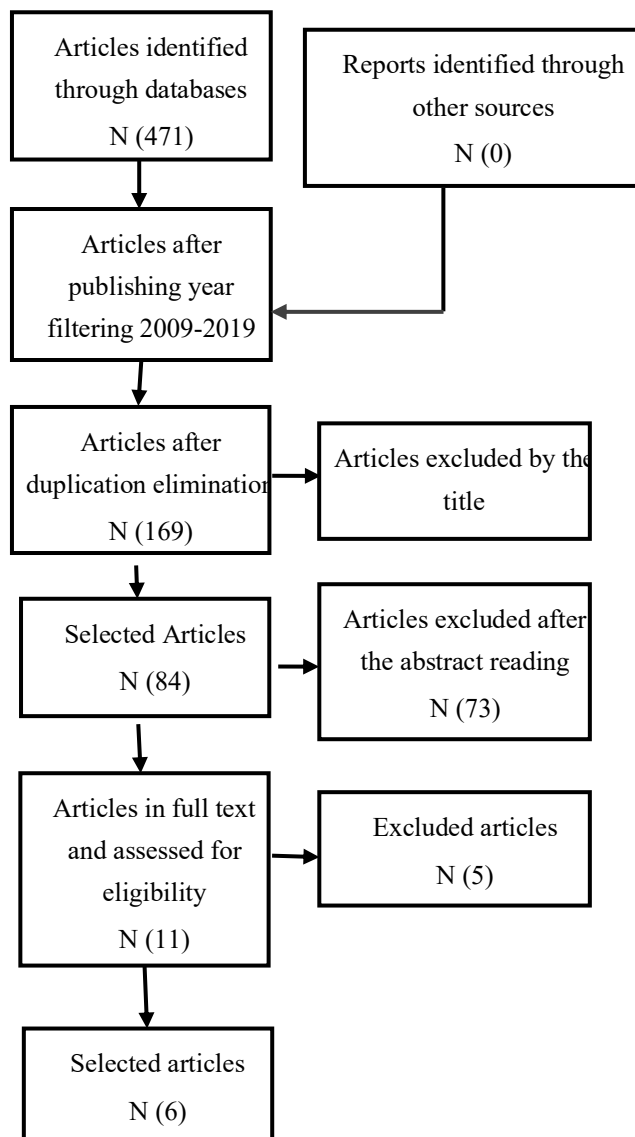 Articles identified
through databases
N (471)
Reports identified through
other sources
N (0)
Articles after
publishing year
filtering 2009-2019
Articles after
duplication elimination
N (169)
Articles excluded by the
title
Selected Articles
N (84)
Articles excluded after
the abstract reading
N (73)
Articles in full text
and assessed for
eligibility
N (11)
Excluded articles
N (5)
Selected articles
N (6)